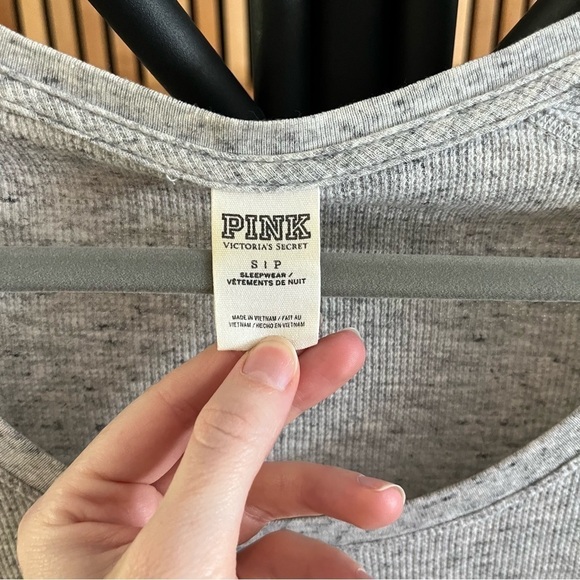 PINK
VICTORIA'S SECRET
S | P
SLEEPWEAR /
VÊTEMENTS DE NUIT
MADE IN VIETNAM / FAIT AU
VIETNAM / HECHO EN VIETNAM